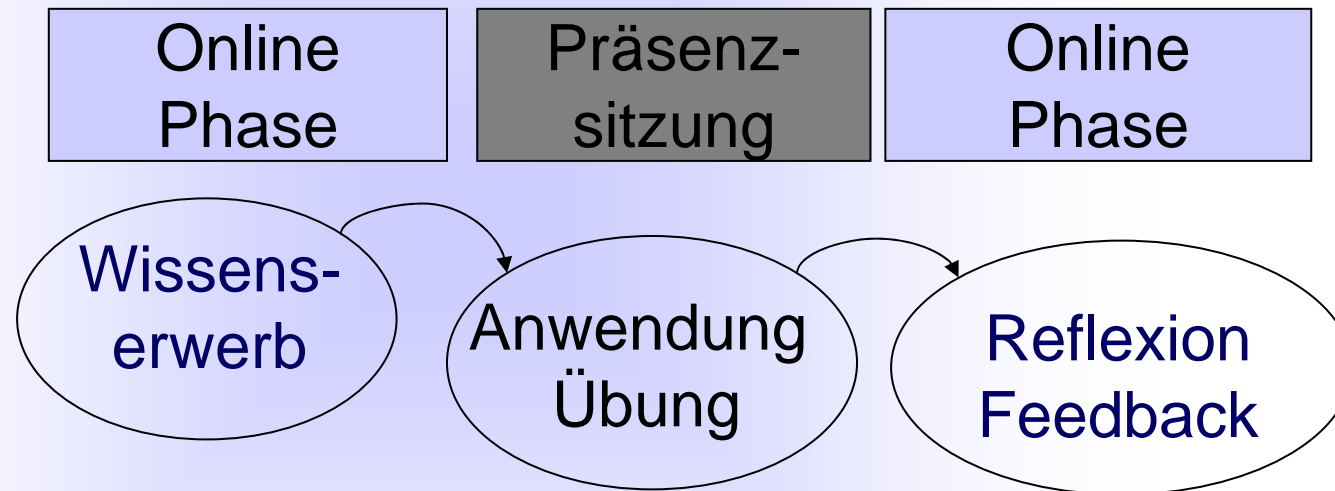 Online
Phase
Präsenz-
sitzung
Online
Phase
Wissens-
erwerb
Anwendung
Übung
Reflexion
Feedback